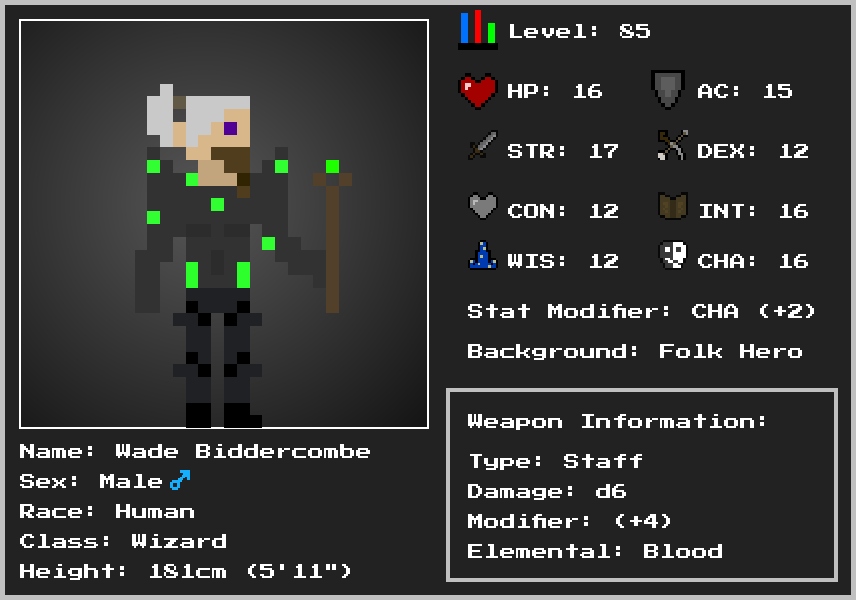 Level: 85
HP: 16 AC: 15
STR: 17 DEX: 12
CON: 12 INT: 16
WIS: 12 CHA: 16
Stat Modifier: CHA (+2)
Background: Folk Hero
Weapon Information:
Type: Staff
Damage: d6
Modifier: (+4)
Elemental: Blood
Name: Wade Biddercombe
Sex: Male♂
Race: Human
Class: Wizard
Height: 181cm (5'11")